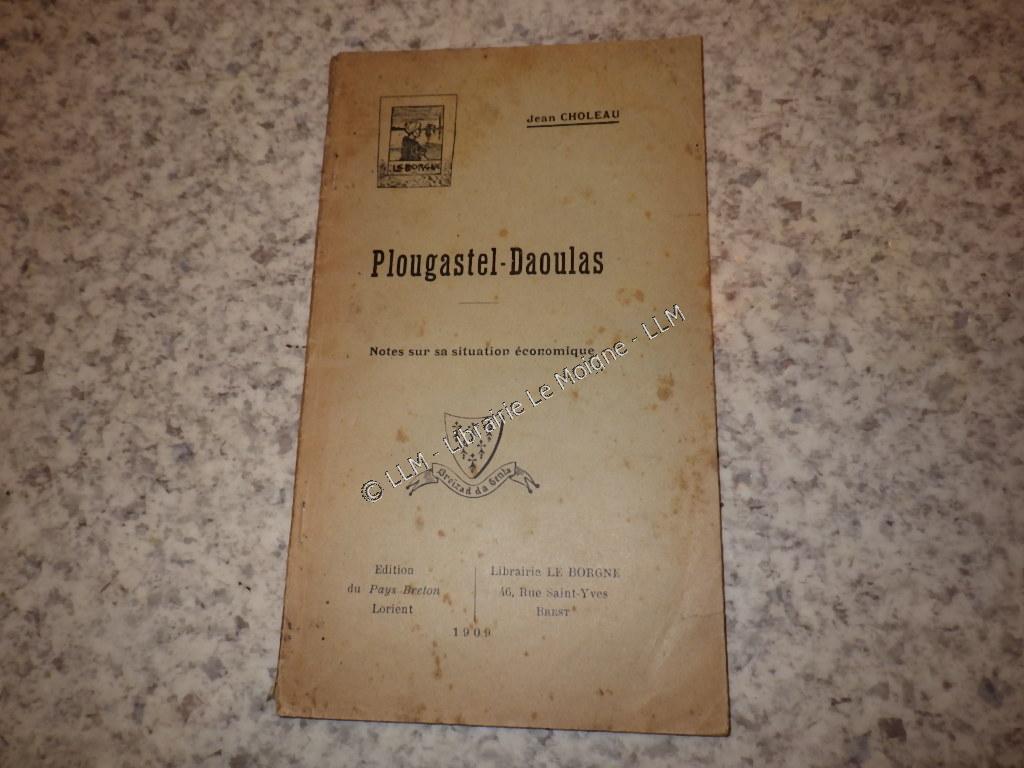 LE BORGNE
Jean CHOLEAU
Plougastel-Daoulas
Notes sur sa situation économique
Breizad da Genta
© LLM - Librairie Le Moigne - LLM
Edition
du Pays Breton
Lorient
Librairie LE BORGNE
46, Rue Saint-Yves
BREST
1909